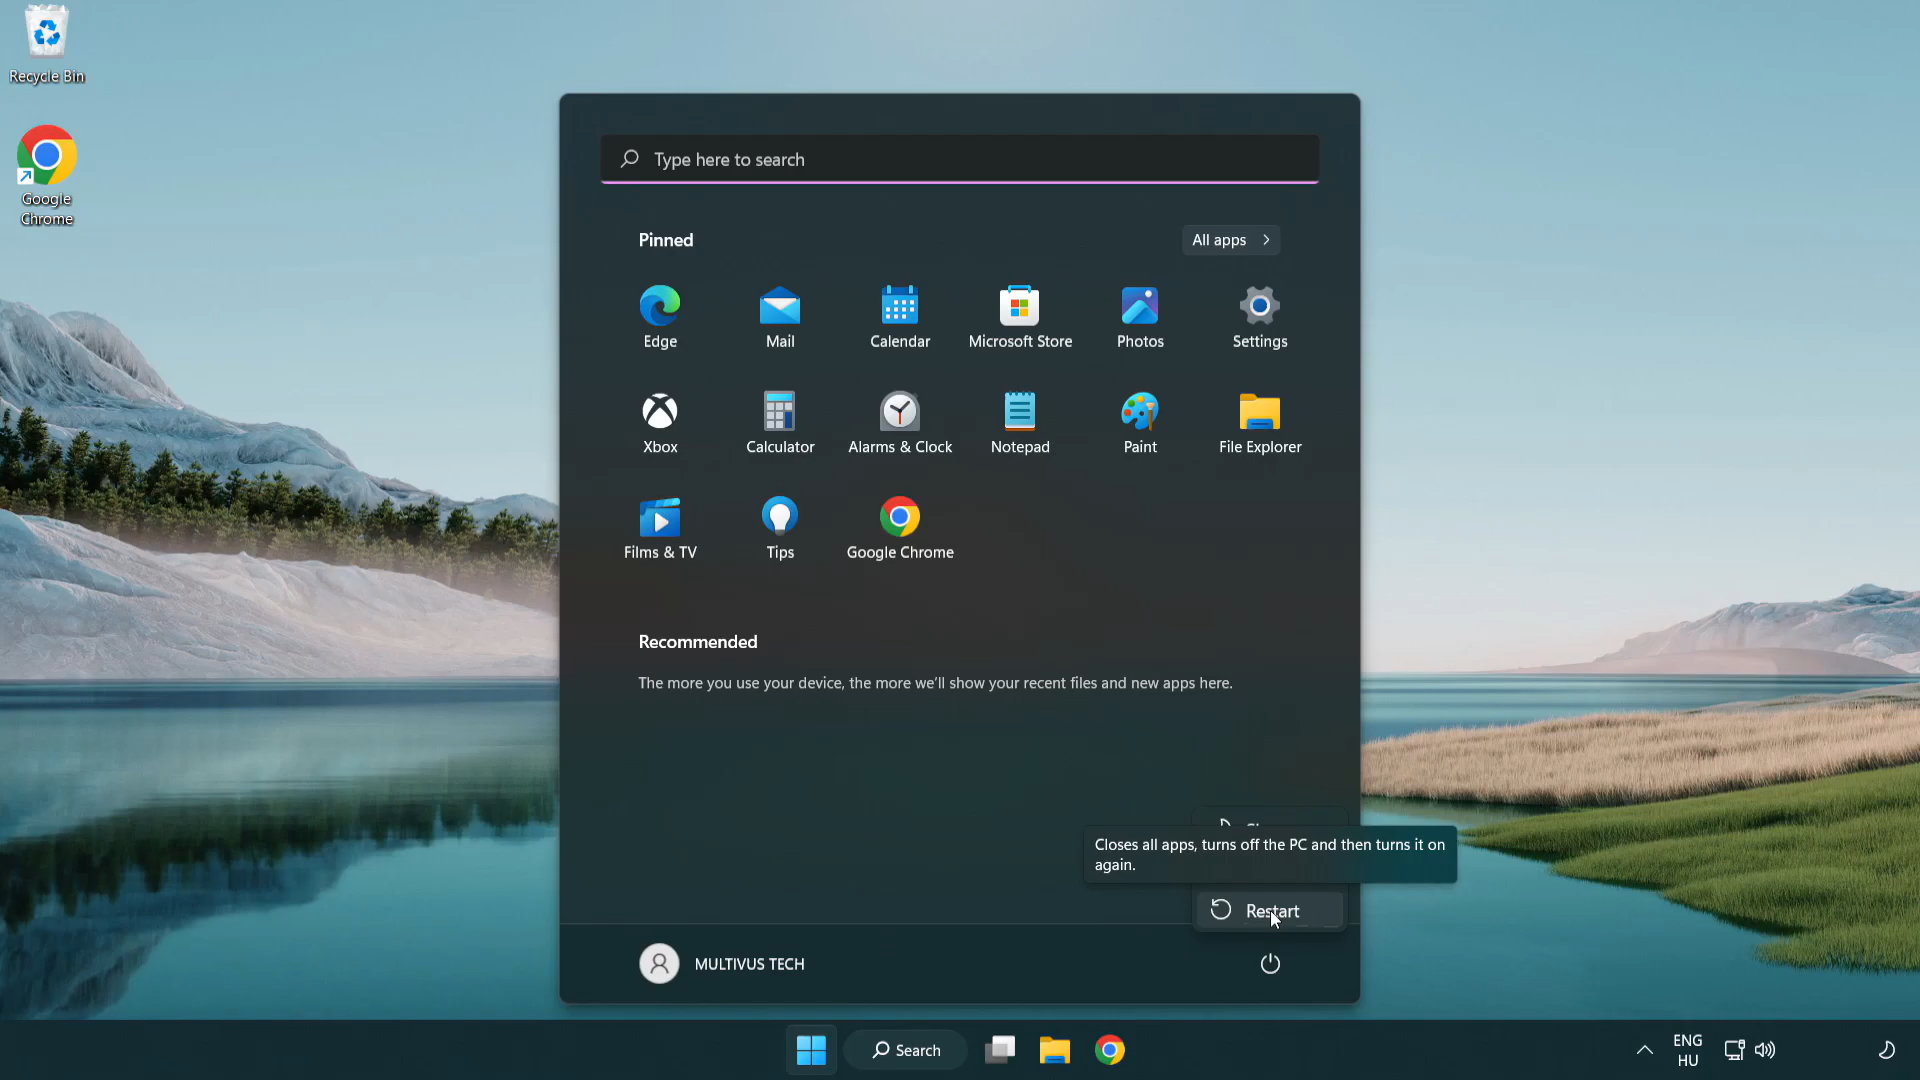 Recycle Bin
Google
Chrome
Type here to search
Pinned
All apps
Edge
Mail
Calendar
Microsoft Store
Photos
Settings
Xbox
Calculator
Alarms & Clock
Notepad
Paint
File Explorer
Films & TV
Tips
Google Chrome
Recommended
The more you use your device, the more we'll show your recent files and new apps here.
Closes all apps, turns off the PC and then turns it on
again.
Restart
MULTIVUS TECH
Search
ENG
HU